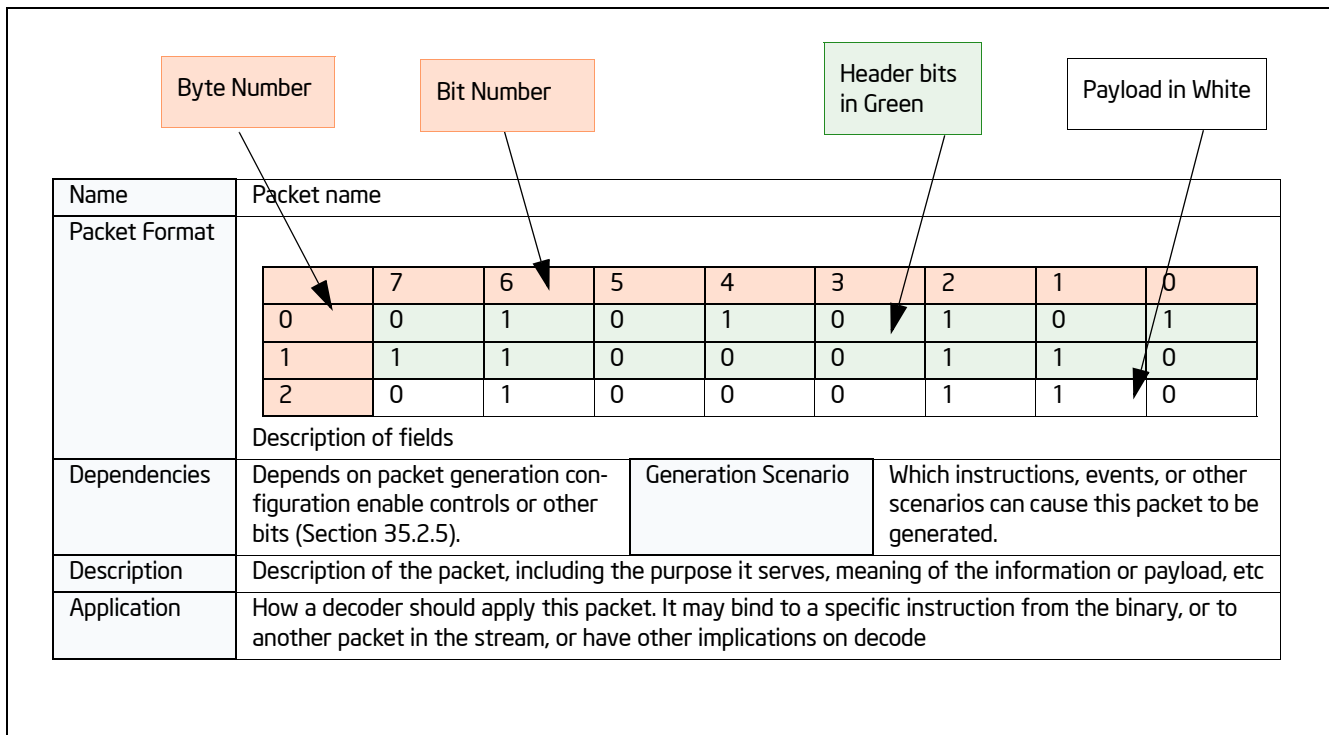 Byte Number
Bit Number
Header bits
in Green
Payload in White
Name Packet name
Packet Format
7 6 5 4 3 2 1 0
0 0 1 0 1 0 1 0 1
1 1 1 0 0 0 1 1 0
2 0 1 0 0 0 1 1 0
Description of fields
Dependencies Depends on packet generation con-
figuration enable controls or other
bits (Section 35.2.5).
Generation Scenario Which instructions, events, or other
scenarios can cause this packet to be
generated.
Description Description of the packet, including the purpose it serves, meaning of the information or payload, etc
Application How a decoder should apply this packet. It may bind to a specific instruction from the binary, or to
another packet in the stream, or have other implications on decode